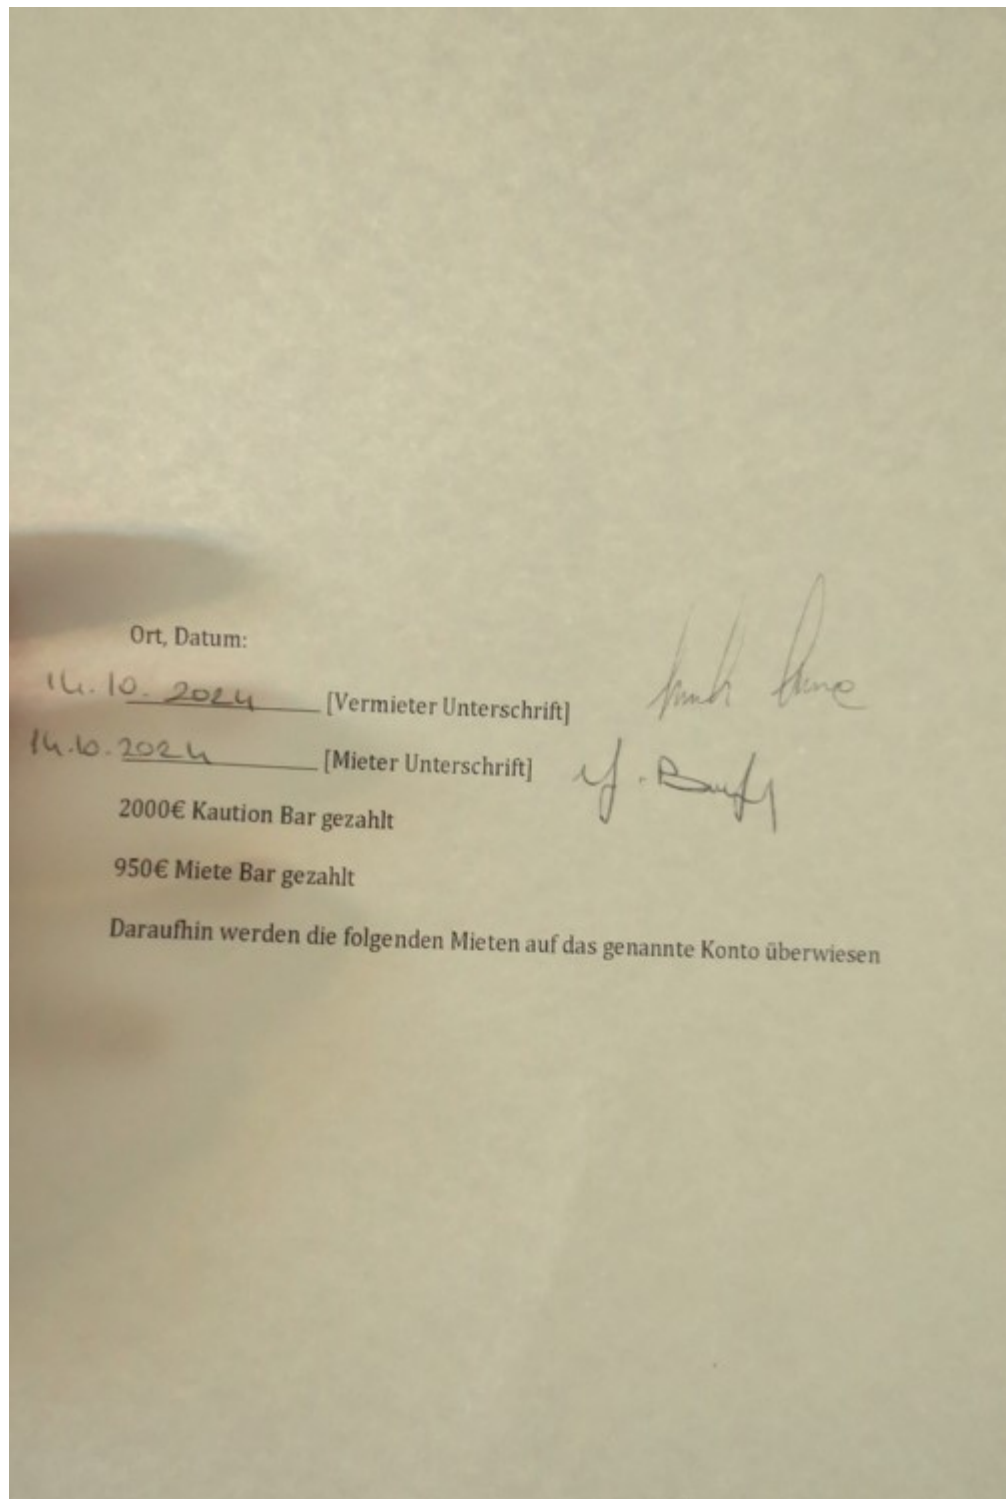 Ort, Datum:
14.10.2024 [Vermieter Unterschrift]
14.10.2024 [Mieter Unterschrift]
2000€ Kaution Bar gezahlt
950€ Miete Bar gezahlt
Daraufhin werden die folgenden Mieten auf das genannte Konto überwiesen